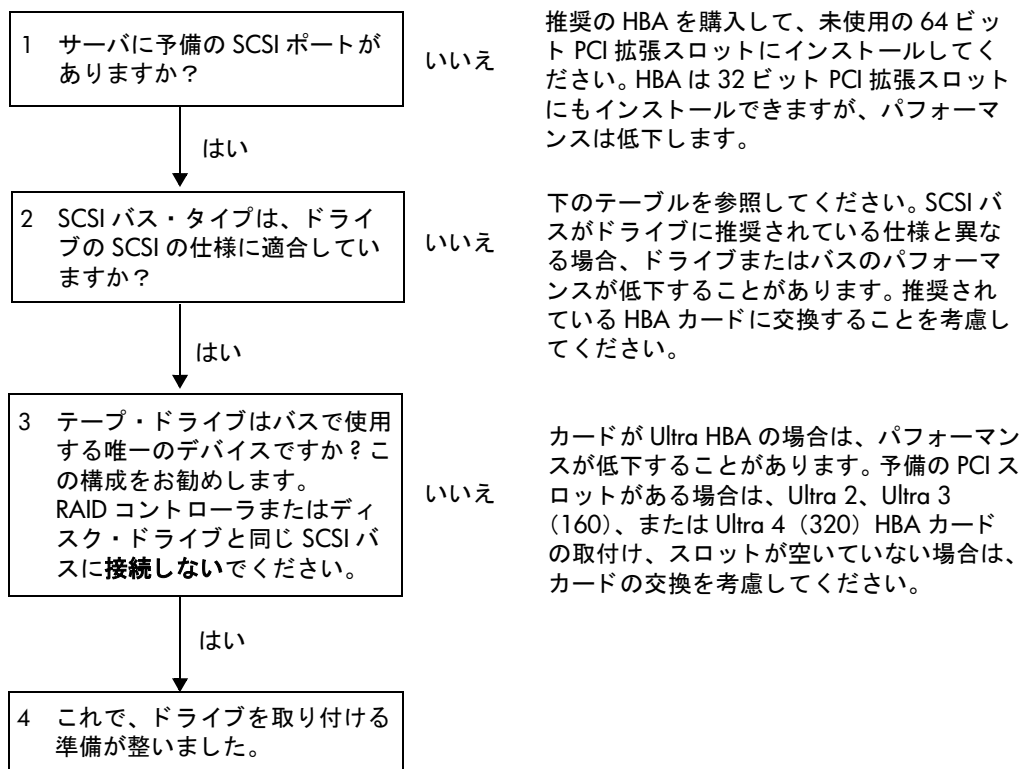 1 サーバに予備の SCSI ポートが
ありますか？
いいえ
推奨の HBA を購入して、未使用の 64 ビッ
ト PCI 拡張スロットにインストールしてく
ださい。HBA は 32 ビット PCI 拡張スロット
にもインストールできますが、パフォーマ
ンスは低下します。
はい
2 SCSI バス・タイプは、ドライ
ブの SCSI の仕様に適合してい
ますか？
いいえ
下のテーブルを参照してください。SCSI バ
スがドライブに推奨されている仕様と異な
る場合、ドライブまたはバスのパフォーマ
ンスが低下することがあります。推奨され
ている HBA カードに交換することを考慮し
てください。
はい
3 テープ・ドライブはバスで使用
する唯一のデバイスですか？こ
の構成をお勧めします。
RAID コントローラまたはディ
スク・ドライブと同じ SCSI バ
スに接続しないでください。
いいえ
カードが Ultra HBA の場合は、パフォーマン
スが低下することがあります。予備の PCI ス
ロットがある場合は、Ultra 2、Ultra 3
（160）、または Ultra 4（320）HBA カード
の取付け、スロットが空いていない場合は、
カードの交換を考慮してください。
はい
4 これで、ドライブを取り付ける
準備が整いました。